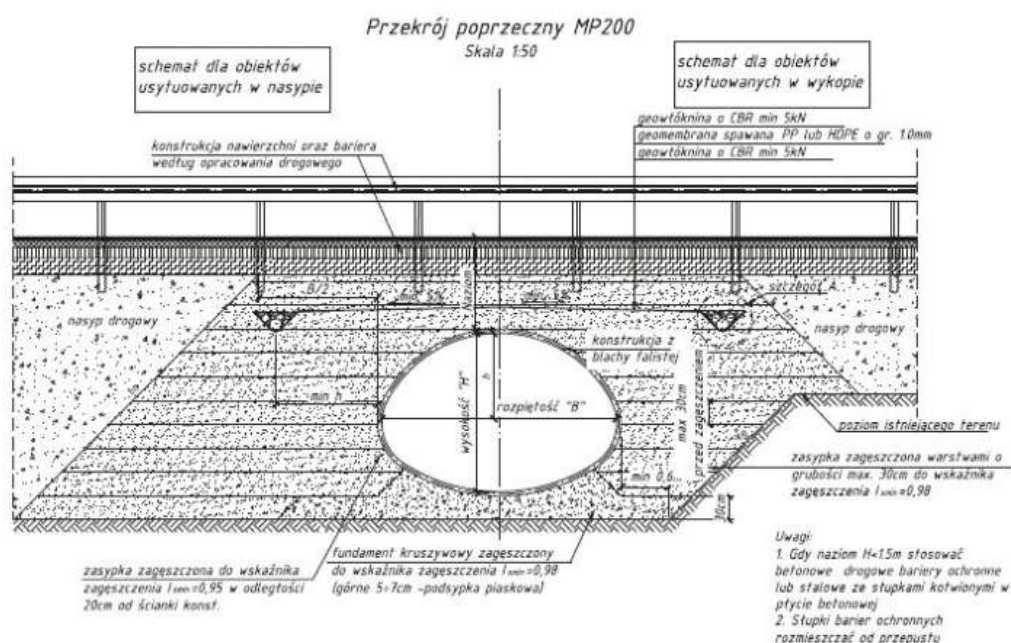 Przekrój poprzeczny MP200
Skala 1:50
schemat dla obiektów
usytuowanych w nasypie
schemat dla obiektów
usytuowanych w wykopie
geowłóknina o CBR min 5kN
geomembrana spawana PP lub HDPE o gr. 1.0mm
geowłóknina o CBR min 5kN
konstrukcja nawierzchni oraz bariera
według opracowania drogowego
B/2
Naziom
szczegół A
nasyp drogowy
nasyp drogowy
konstrukcja z
blachy falistej
min h
wysokość "H"
h
rozpiętość "B"
max 30cm
przed zagęszczeniem
poziom istniejącego terenu
min 0,6
30cm
zasypka zagęszczona warstwami o
grubości max. 30cm do wskaźnika
zagęszczenia Ismin=0,98
zasypka zagęszczona do wskaźnika
zagęszczenia Ismin=0,95 w odległości
20cm od ścianki konst.
fundament kruszywowy zagęszczony
do wskaźnika zagęszczenia Ismin=0,98
(górne 5÷7cm -podsypka piaskowa)
Uwagi:
1. Gdy naziom H<1.5m stosować
betonowe drogowe bariery ochronne
lub stalowe ze słupkami kotwionymi w
płycie betonowej
2. Słupki barier ochronnych
rozmieszczać od przepustu